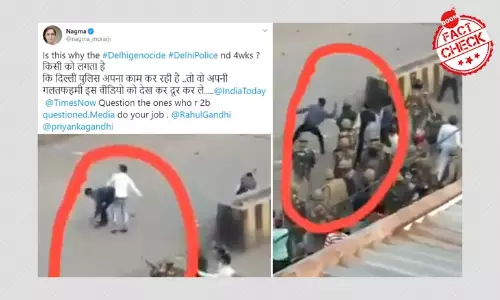 Nagma
@nagma_morarji
Is this why the #Delhigenocide #DelhiPolice nd 4wks ?
किसी को लगता है
कि दिल्ली पुलिस अपना काम कर रही है ..तो वो अपनी
गलतफहमी इस वीडियो को देख कर दूर कर ले.....@IndiaToday
@TimesNow Question the ones who r 2b
questioned.Media do your job . @RahulGandhi
@priyankagandhi
100%
FACT
CHECK